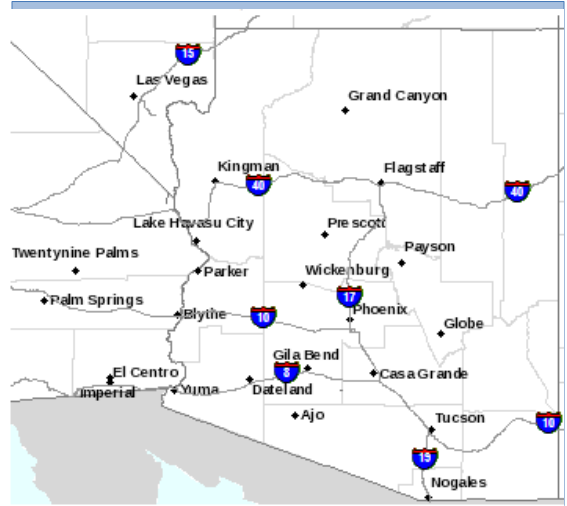 15
Las Vegas
Grand Canyon
Kingman
Flagstaff
40
40
Lake Havasu City
Prescott
Twentynine Palms
Payson
Parker
Wickenburg
Palm Springs
17
Blythe
10
Phoenix
Globe
Gila Bend
El Centro
8
Casa Grande
Imperial
Yuma
Dateland
Ajo
Tucson
10
15
Nogales